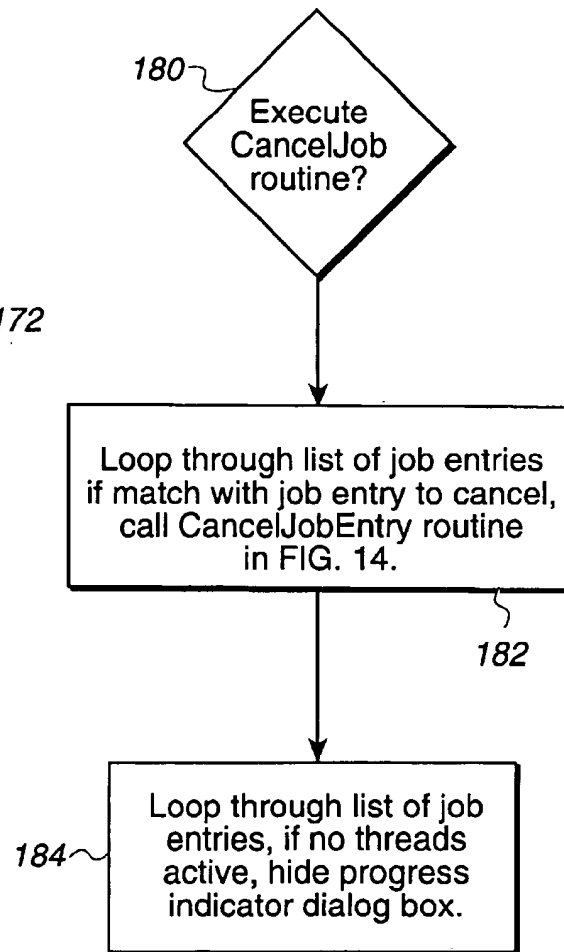 180
Execute
CancelJob
routine?
172
Loop through list of job entries
if match with job entry to cancel,
call CancelJobEntry routine
in FIG. 14.
182
Loop through list of job
entries, if no threads
active, hide progress
indicator dialog box.
184